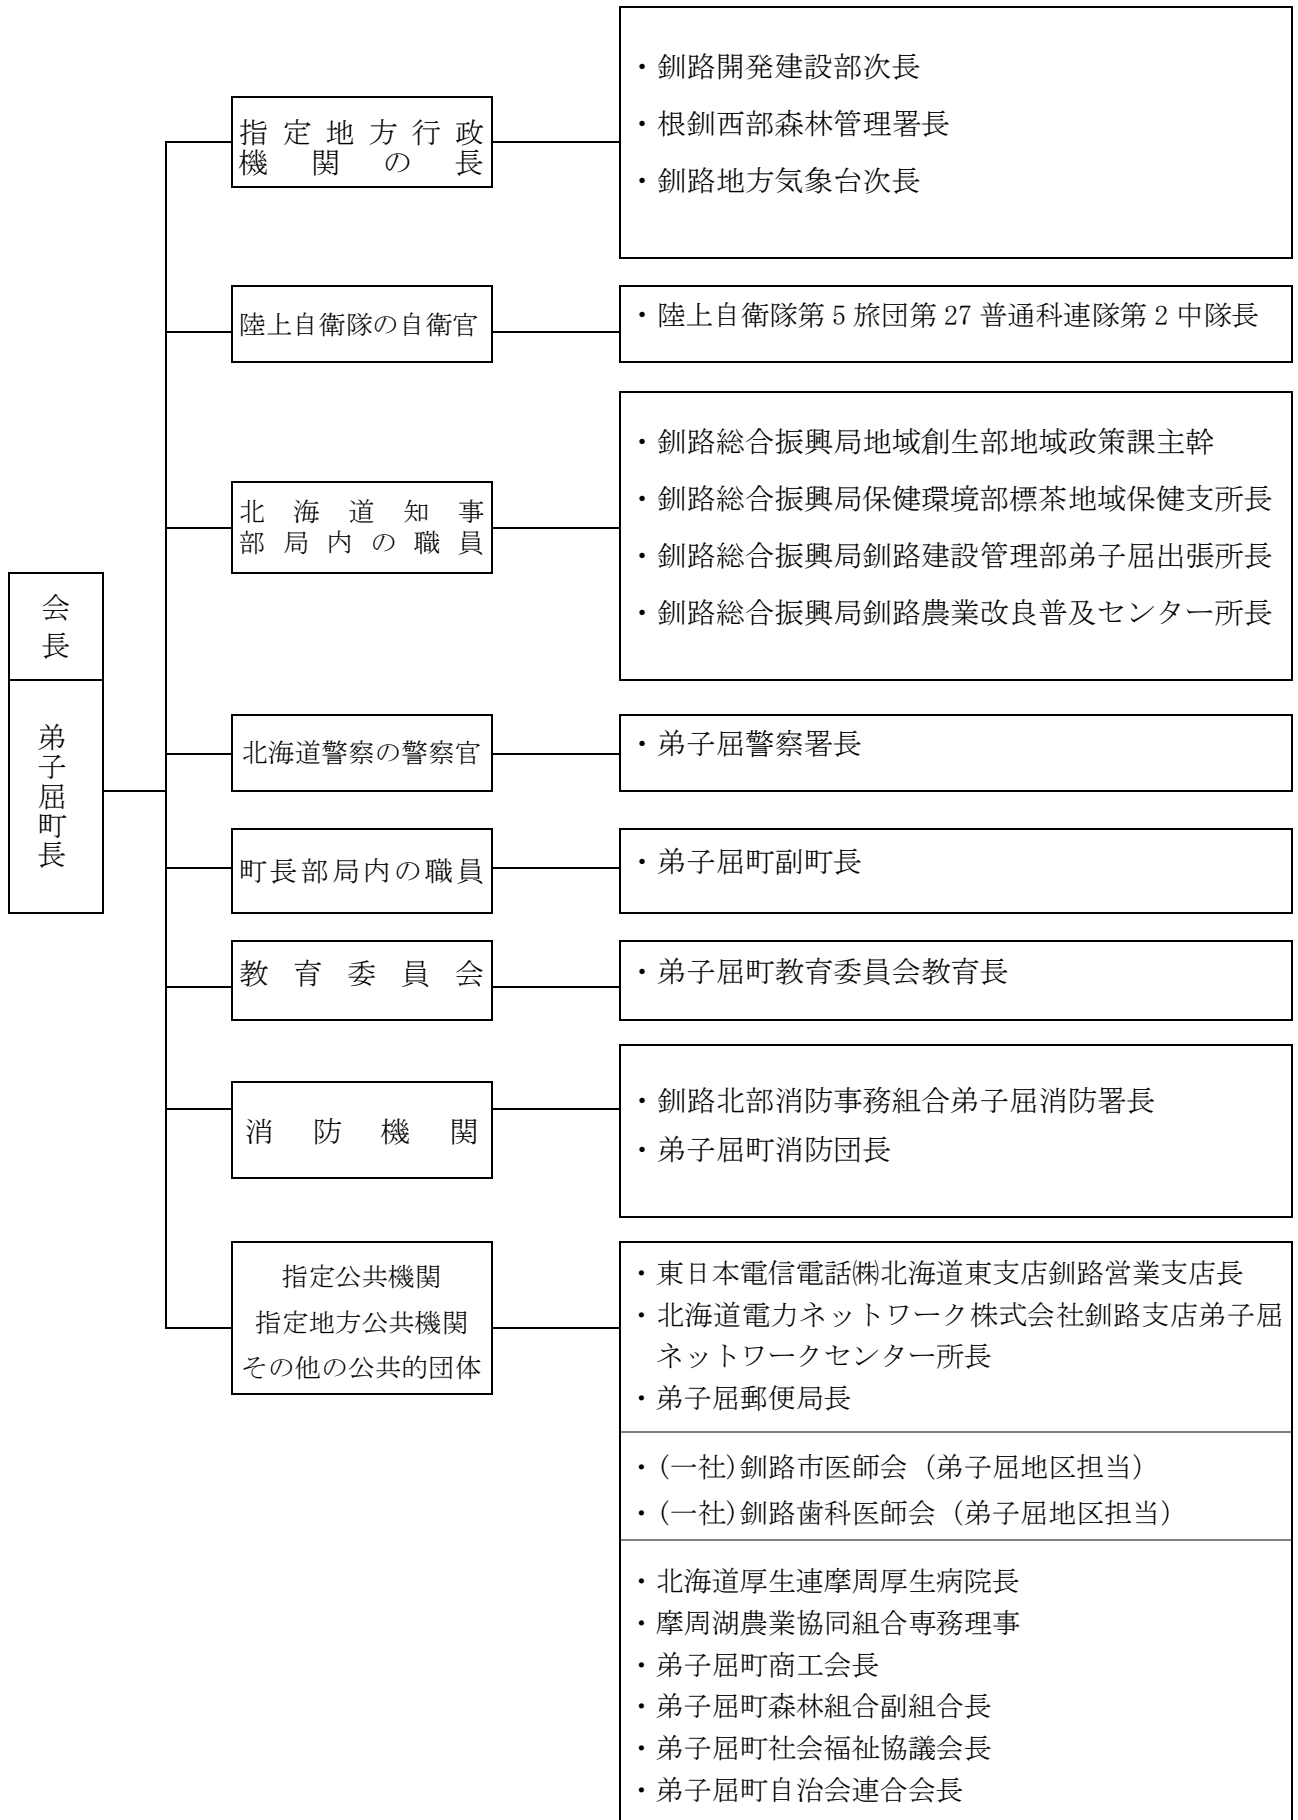 会長
弟子屈町長
指定地方行政
機関の長
・釧路開発建設部次長
・根釧西部森林管理署長
・釧路地方気象台次長
陸上自衛隊の自衛官
・陸上自衛隊第5旅団第27普通科連隊第2中隊長
北海道知事
部局内の職員
・釧路総合振興局地域創生部地域政策課主幹
・釧路総合振興局保健環境部標茶地域保健支所長
・釧路総合振興局釧路建設管理部弟子屈出張所長
・釧路総合振興局釧路農業改良普及センター所長
北海道警察の警察官
・弟子屈警察署長
町長部局内の職員
・弟子屈町副町長
教育委員会
・弟子屈町教育委員会教育長
消防機関
・釧路北部消防事務組合弟子屈消防署長
・弟子屈町消防団長
指定公共機関
指定地方公共機関
その他の公共的団体
・東日本電信電話㈱北海道東支店釧路営業支店長
・北海道電力ネットワーク株式会社釧路支店弟子屈
ネットワークセンター所長
・弟子屈郵便局長
・(一社)釧路市医師会（弟子屈地区担当）
・(一社)釧路歯科医師会（弟子屈地区担当）
・北海道厚生連摩周厚生病院長
・摩周湖農業協同組合専務理事
・弟子屈町商工会長
・弟子屈町森林組合副組合長
・弟子屈町社会福祉協議会長
・弟子屈町自治会連合会長